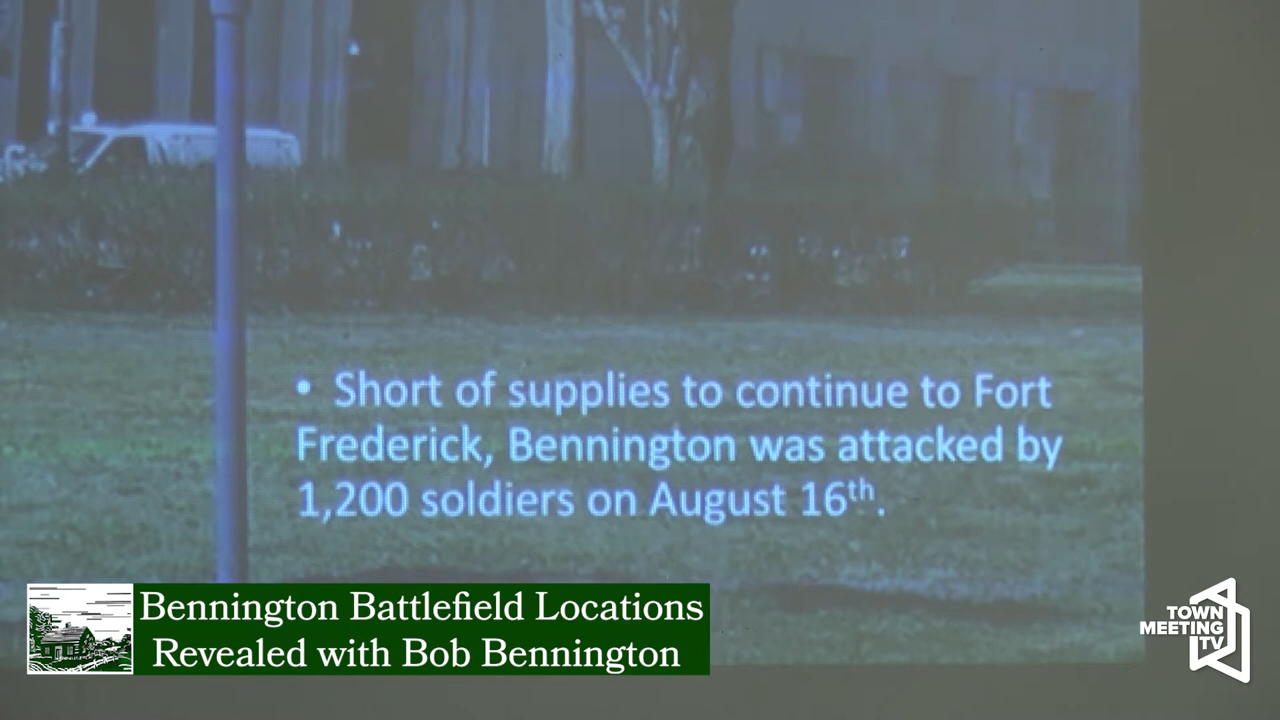 • Short of supplies to continue to Fort
Frederick, Bennington was attacked by
1,200 soldiers on August 16th.
Bennington Battlefield Locations
Revealed with Bob Bennington
TOWN
MEETING
TV